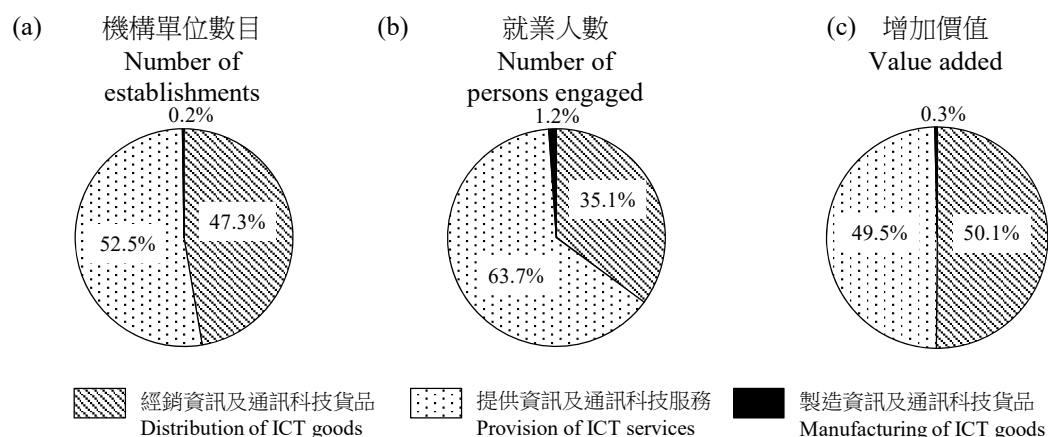 (a) 機構單位數目
Number of
establishments
0.2%
47.3%
52.5%
(b) 就業人數
Number of
persons engaged
1.2%
35.1%
63.7%
(c) 增加價值
Value added
0.3%
49.5%
50.1%
經銷資訊及通訊科技貨品
Distribution of ICT goods
提供資訊及通訊科技服務
Provision of ICT services
製造資訊及通訊科技貨品
Manufacturing of ICT goods